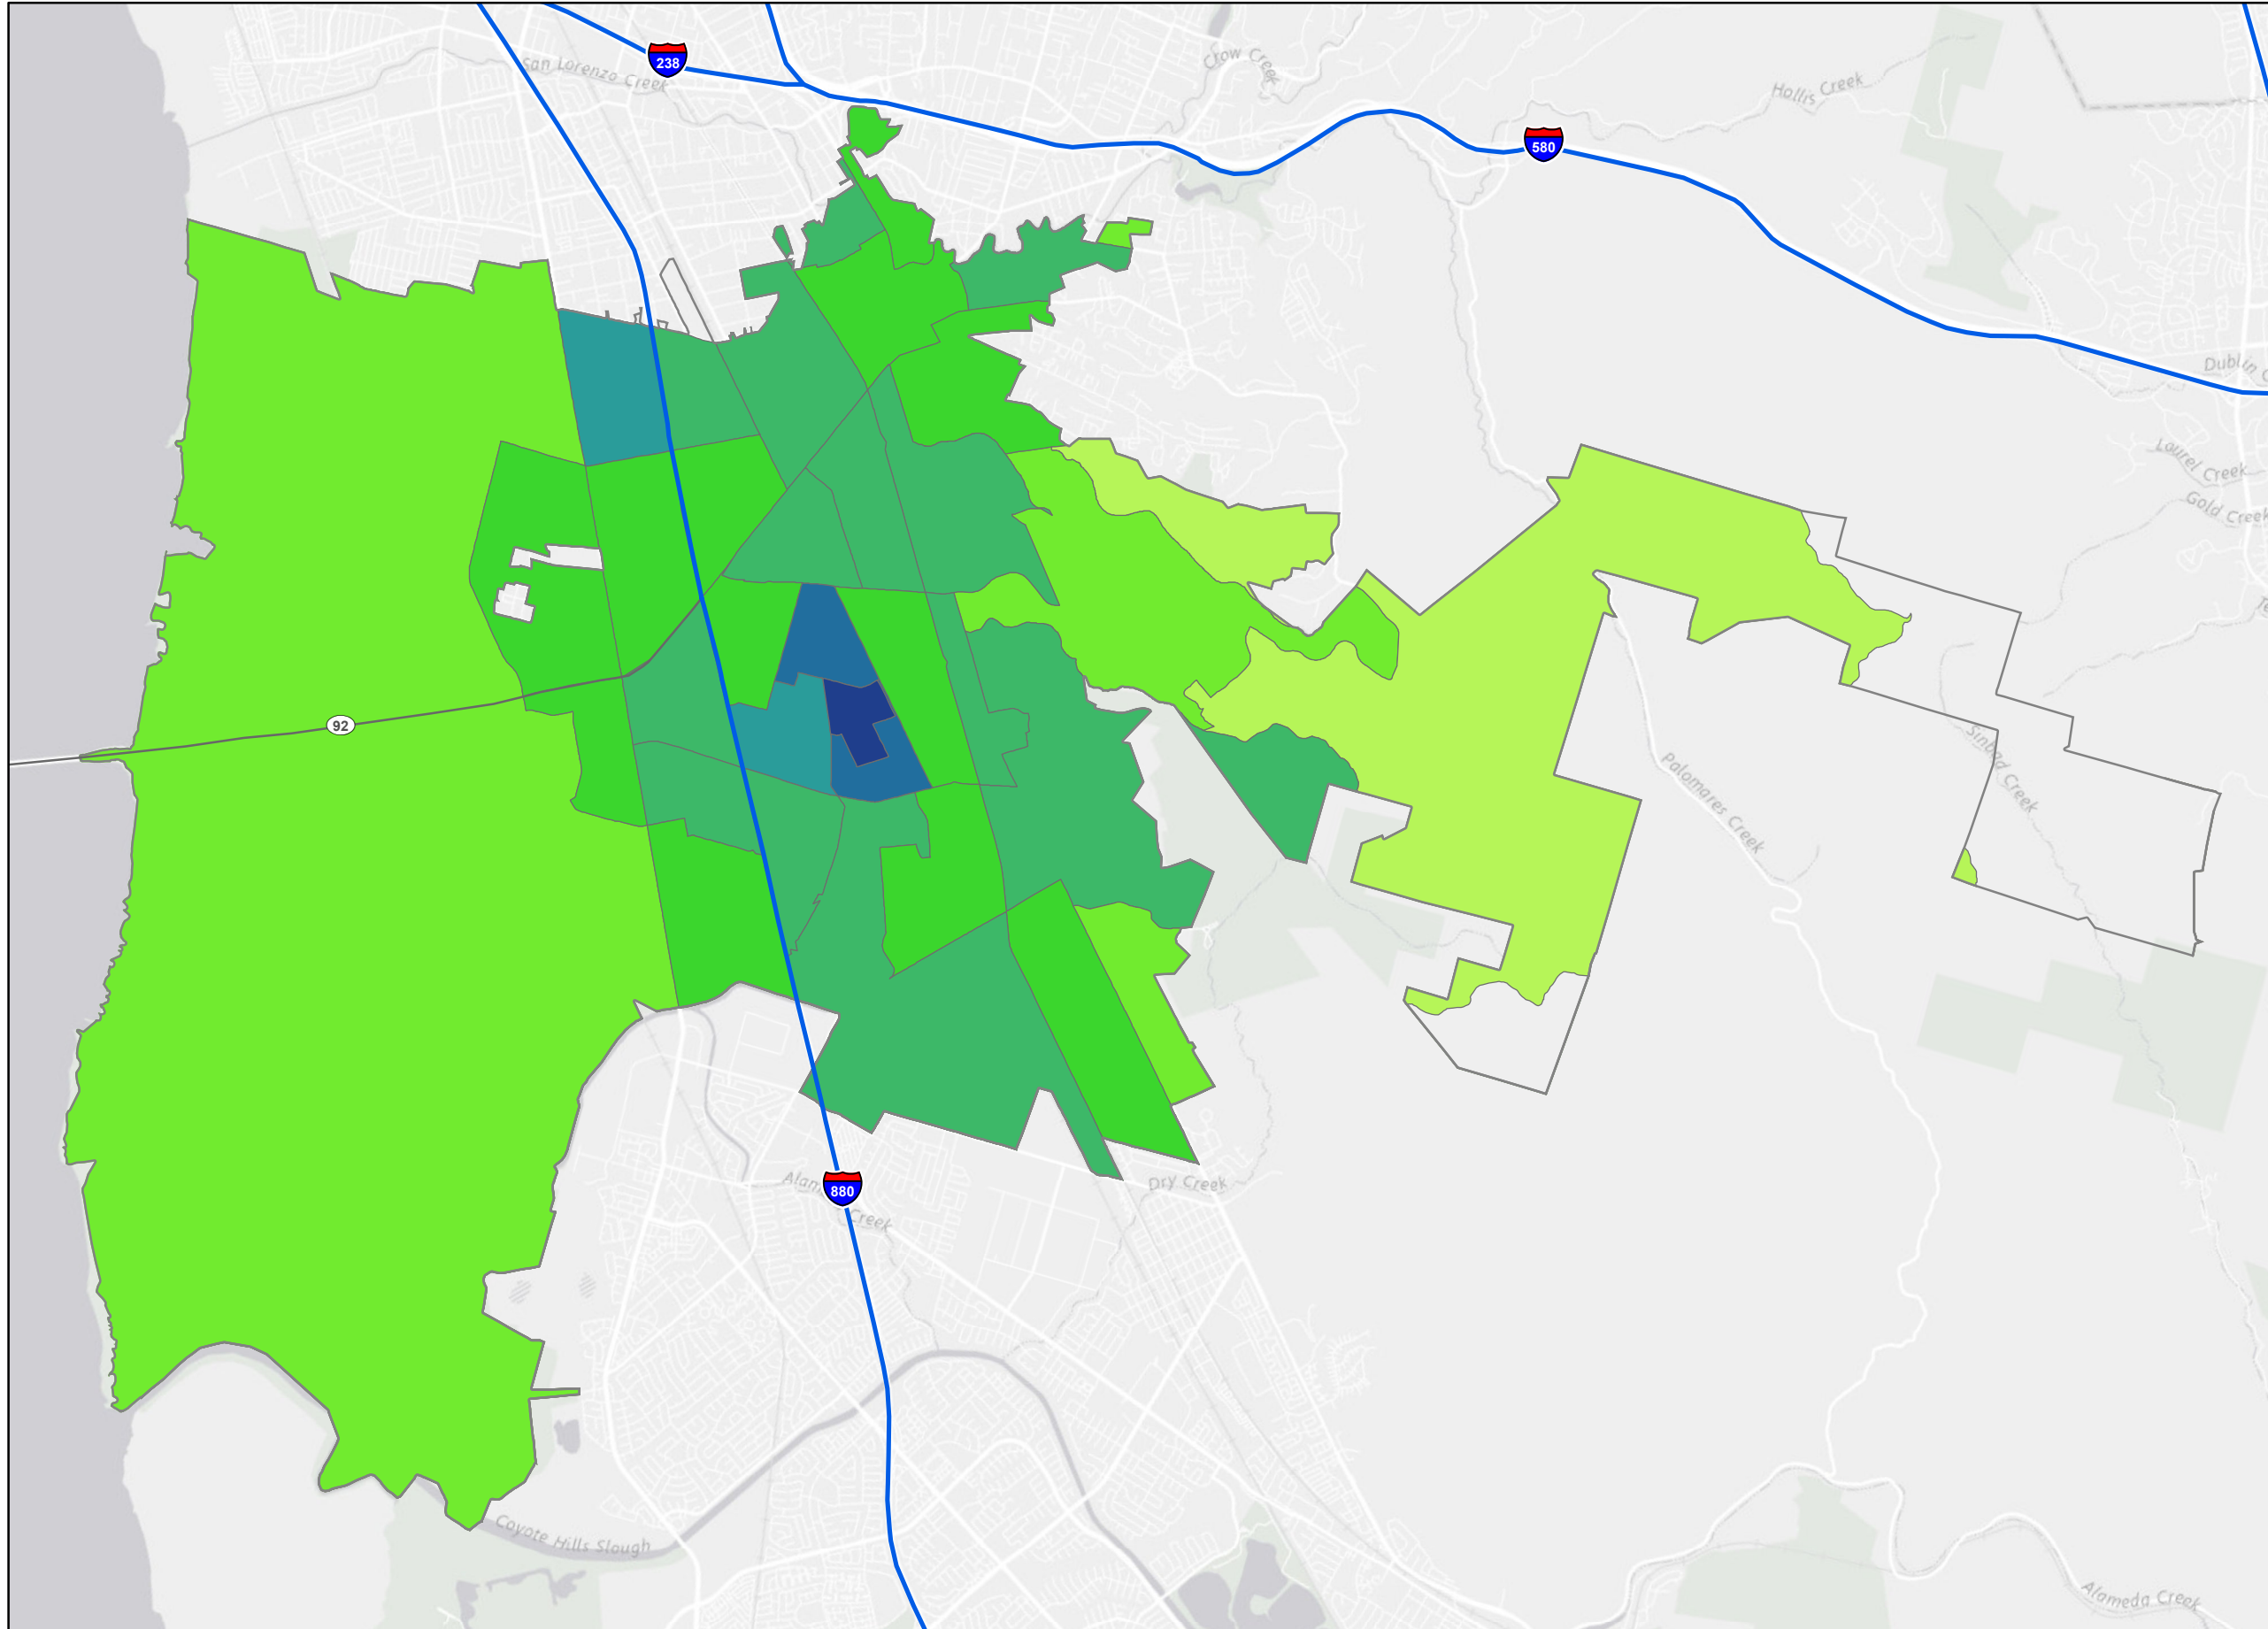 238
San Lorenzo Creek
Crow Creek
Hollis Creek
580
Dublin C
Laurel Creek
Gold Creek
92
Palomares Creek
Sinbad Creek
880
Dry Creek
Creek
Coyote Hills Slough
Alameda Creek